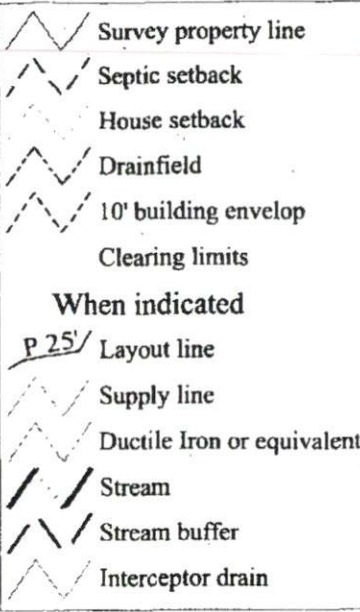 Survey property line
Septic setback
House setback
Drainfield
10' building envelop
Clearing limits
When indicated
P 25' Layout line
Supply line
Ductile Iron or equivalent
Stream
Stream buffer
Interceptor drain